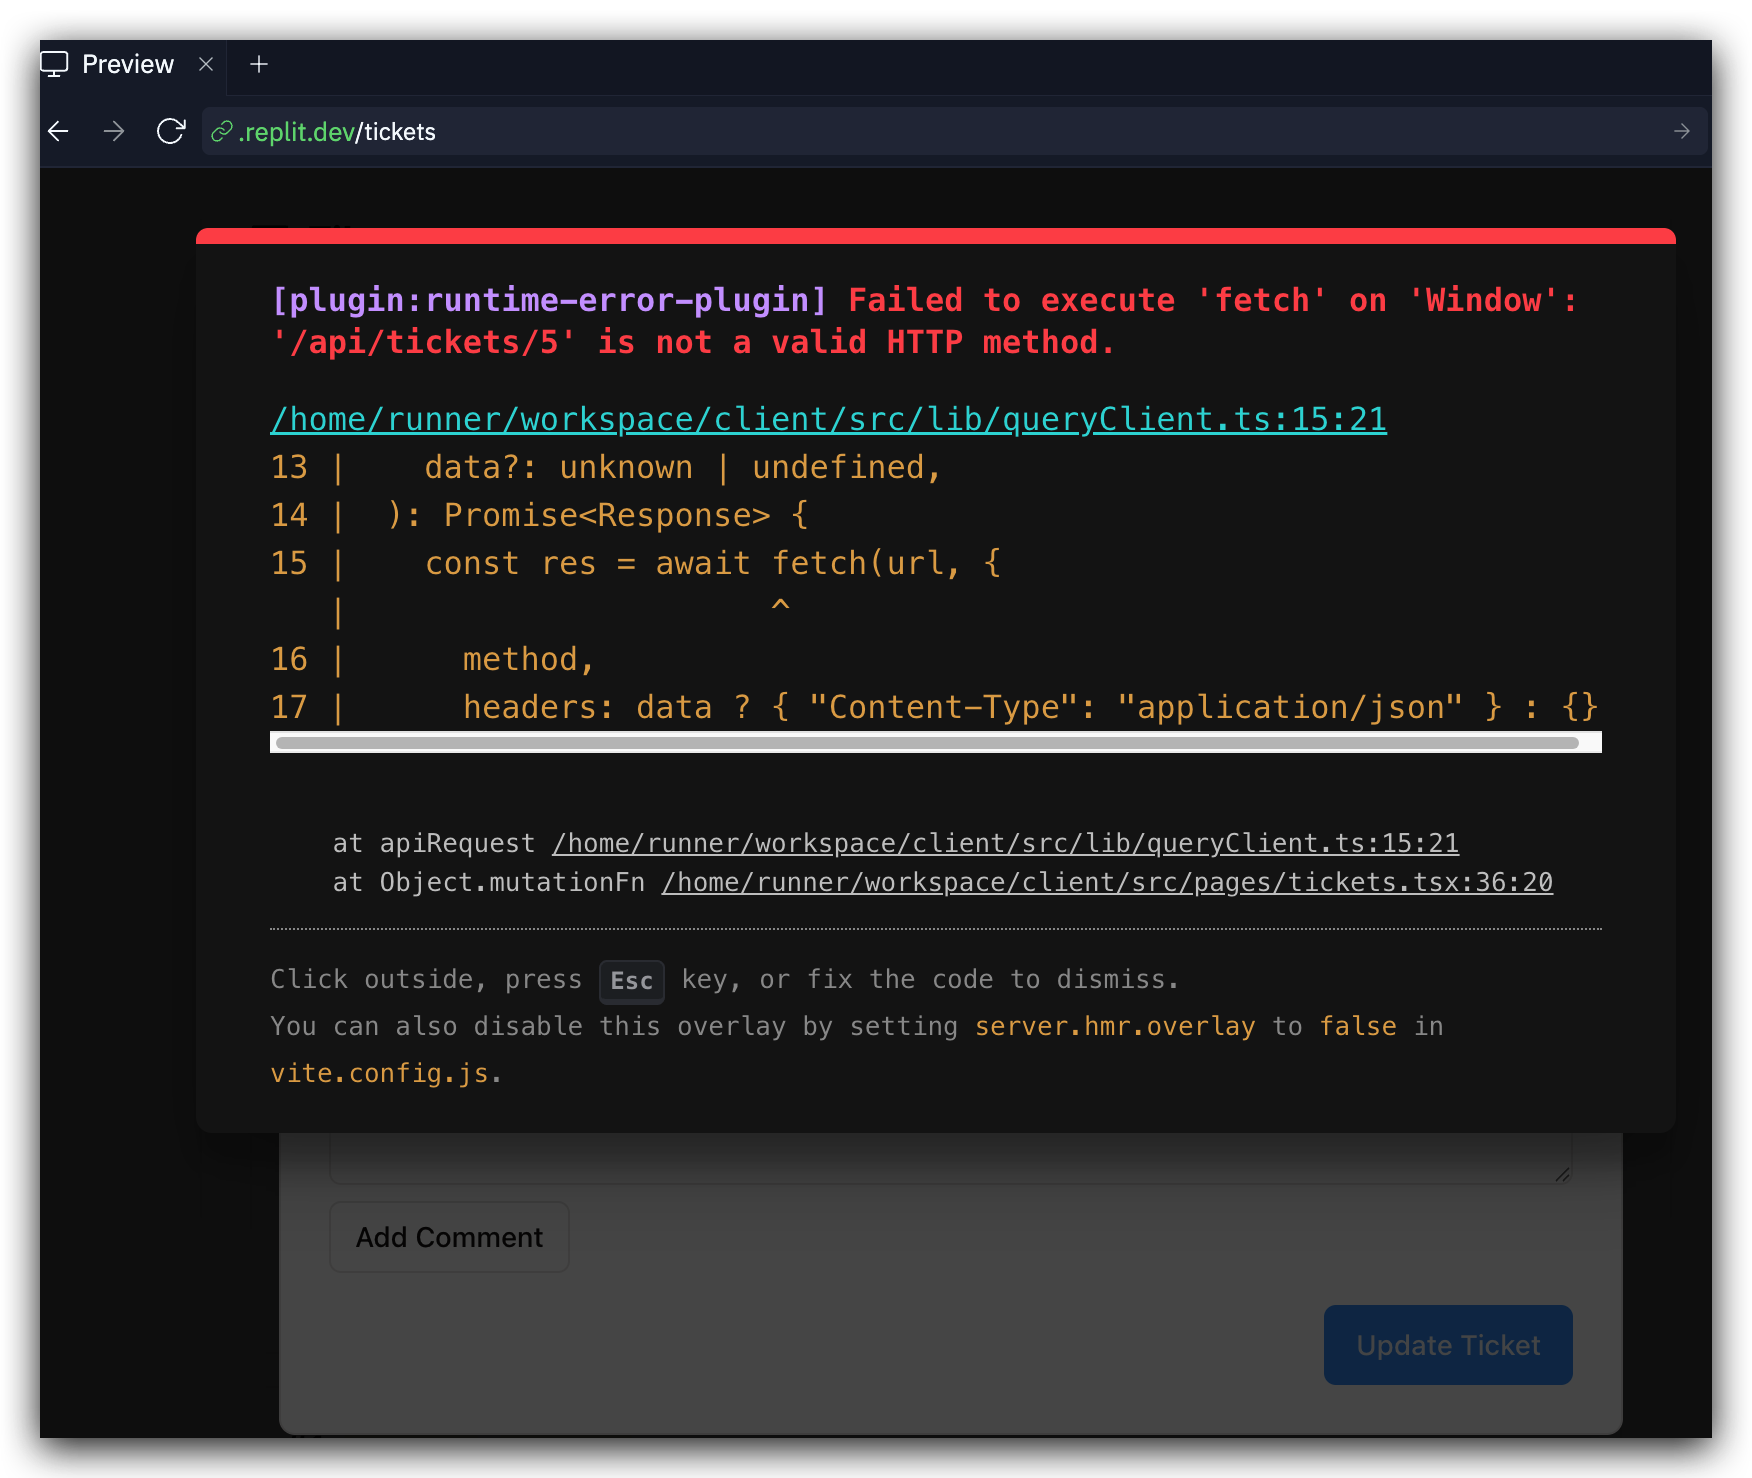 Preview
.replit.dev/tickets
[plugin:runtime-error-plugin] Failed to execute 'fetch' on 'Window':
'/api/tickets/5' is not a valid HTTP method.
/home/runner/workspace/client/src/lib/queryClient.ts:15:21
13 |    data?: unknown | undefined,
14 |  ): Promise<Response> {
15 |    const res = await fetch(url, {
   |                      ^
16 |      method,
17 |      headers: data ? { "Content-Type": "application/json" } : {}
at apiRequest /home/runner/workspace/client/src/lib/queryClient.ts:15:21
at Object.mutationFn /home/runner/workspace/client/src/pages/tickets.tsx:36:20
Click outside, press Esc key, or fix the code to dismiss.
You can also disable this overlay by setting server.hmr.overlay to false in
vite.config.js.
Add Comment
Update Ticket